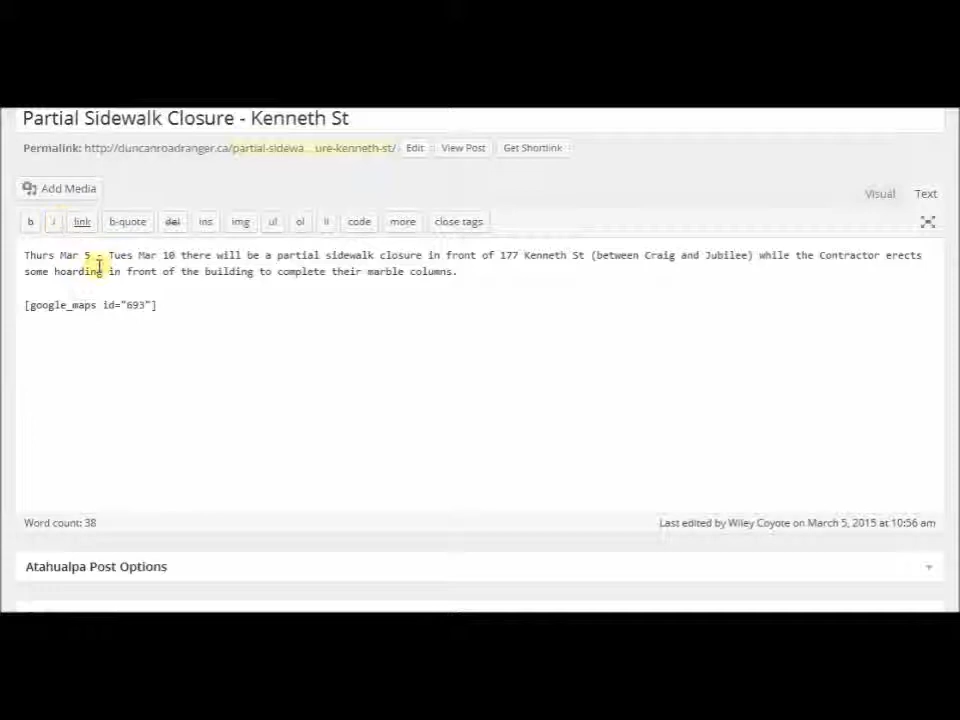 Partial Sidewalk Closure - Kenneth St
Permalink: http://duncanroadranger.ca/partial-sidewa... ure-kenneth-st/ Edit View Post Get Shortlink
Add Media
Visual Text
b i link b-quote del ins img ul ol li code more close tags
Thurs Mar 5 - Tues Mar 10 there will be a partial sidewalk closure in front of 177 Kenneth St (between Craig and Jubilee) while the Contractor erects
some hoarding in front of the building to complete their marble columns.
[google_maps id="693"]
Word count: 38 Last edited by Wiley Coyote on March 5, 2015 at 10:56 am
Atahualpa Post Options